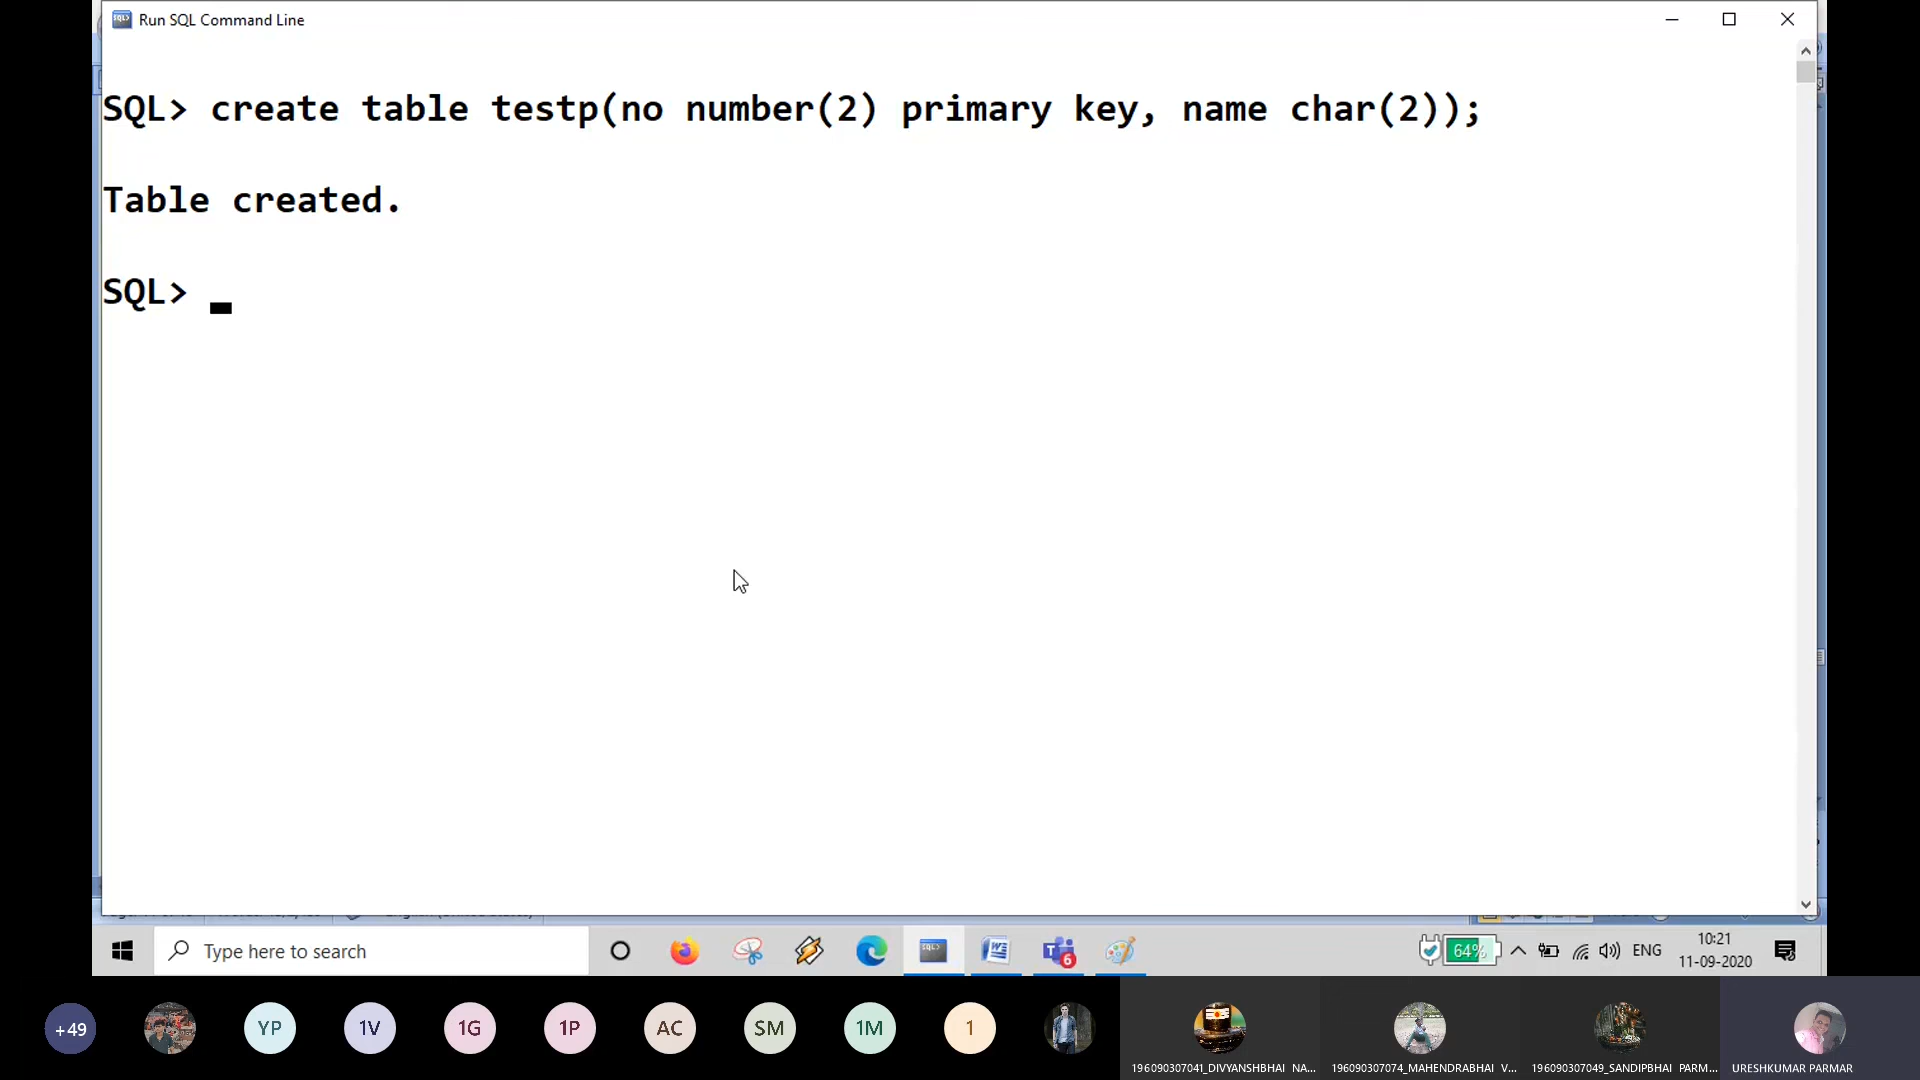 Run SQL Command Line
SQL> create table testp(no number(2) primary key, name char(2));
Table created.
SQL>
Type here to search
64%
ENG
10:21
11-09-2020
6
+49
YP
1V
1G
1P
AC
SM
1M
1
196090307041_DIVYANSHBHAI NA...
196090307074_MAHENDRABHAI V...
196090307049_SANDIPBHAI PARM...
URESHKUMAR PARMAR